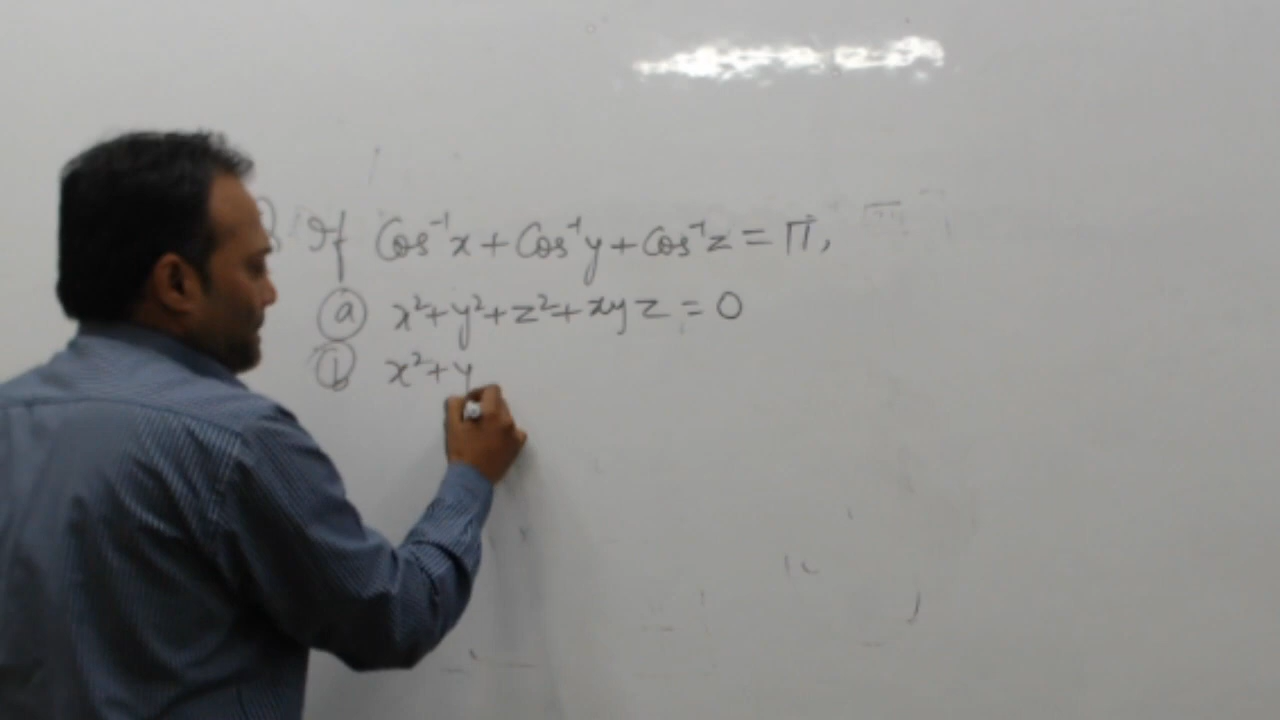 If Cos⁻¹x + Cos⁻¹y + Cos⁻¹z = π,
(a) x² + y² + z² + xyz = 0
(b) x² + y